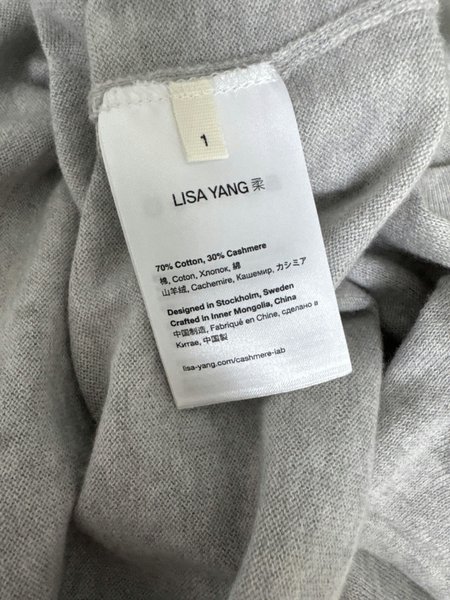 1
LISA YANG 柔
70% Cotton, 30% Cashmere
棉, Coton, Хлопок, 綿
山羊绒, Cachemire, Кашемир, カシミア
Designed in Stockholm, Sweden
Crafted in Inner Mongolia, China
中国制造, Fabriqué en Chine, сделано в
Китае, 中国製
lisa-yang.com/cashmere-lab